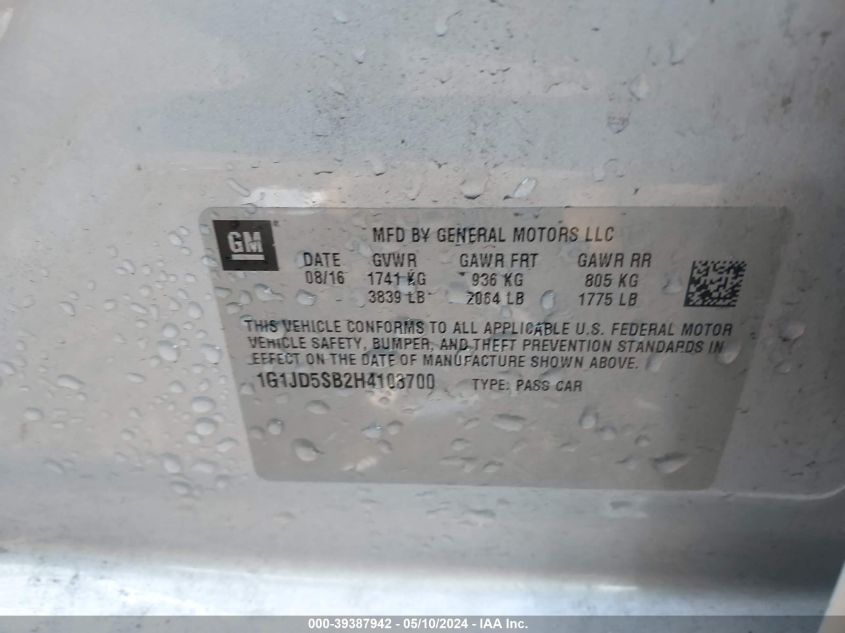 GM
MFD BY GENERAL MOTORS LLC
DATE GVWR GAWR FRT GAWR RR
08/16 1741 KG 936 KG 805 KG
3839 LB 2064 LB 1775 LB
THIS VEHICLE CONFORMS TO ALL APPLICABLE U.S. FEDERAL MOTOR
VEHICLE SAFETY, BUMPER, AND THEFT PREVENTION STANDARDS IN
EFFECT ON THE DATE OF MANUFACTURE SHOWN ABOVE.
1G1JD5SB2H4103700 TYPE: PASS CAR
000-39387942 - 05/10/2024 - IAA Inc.